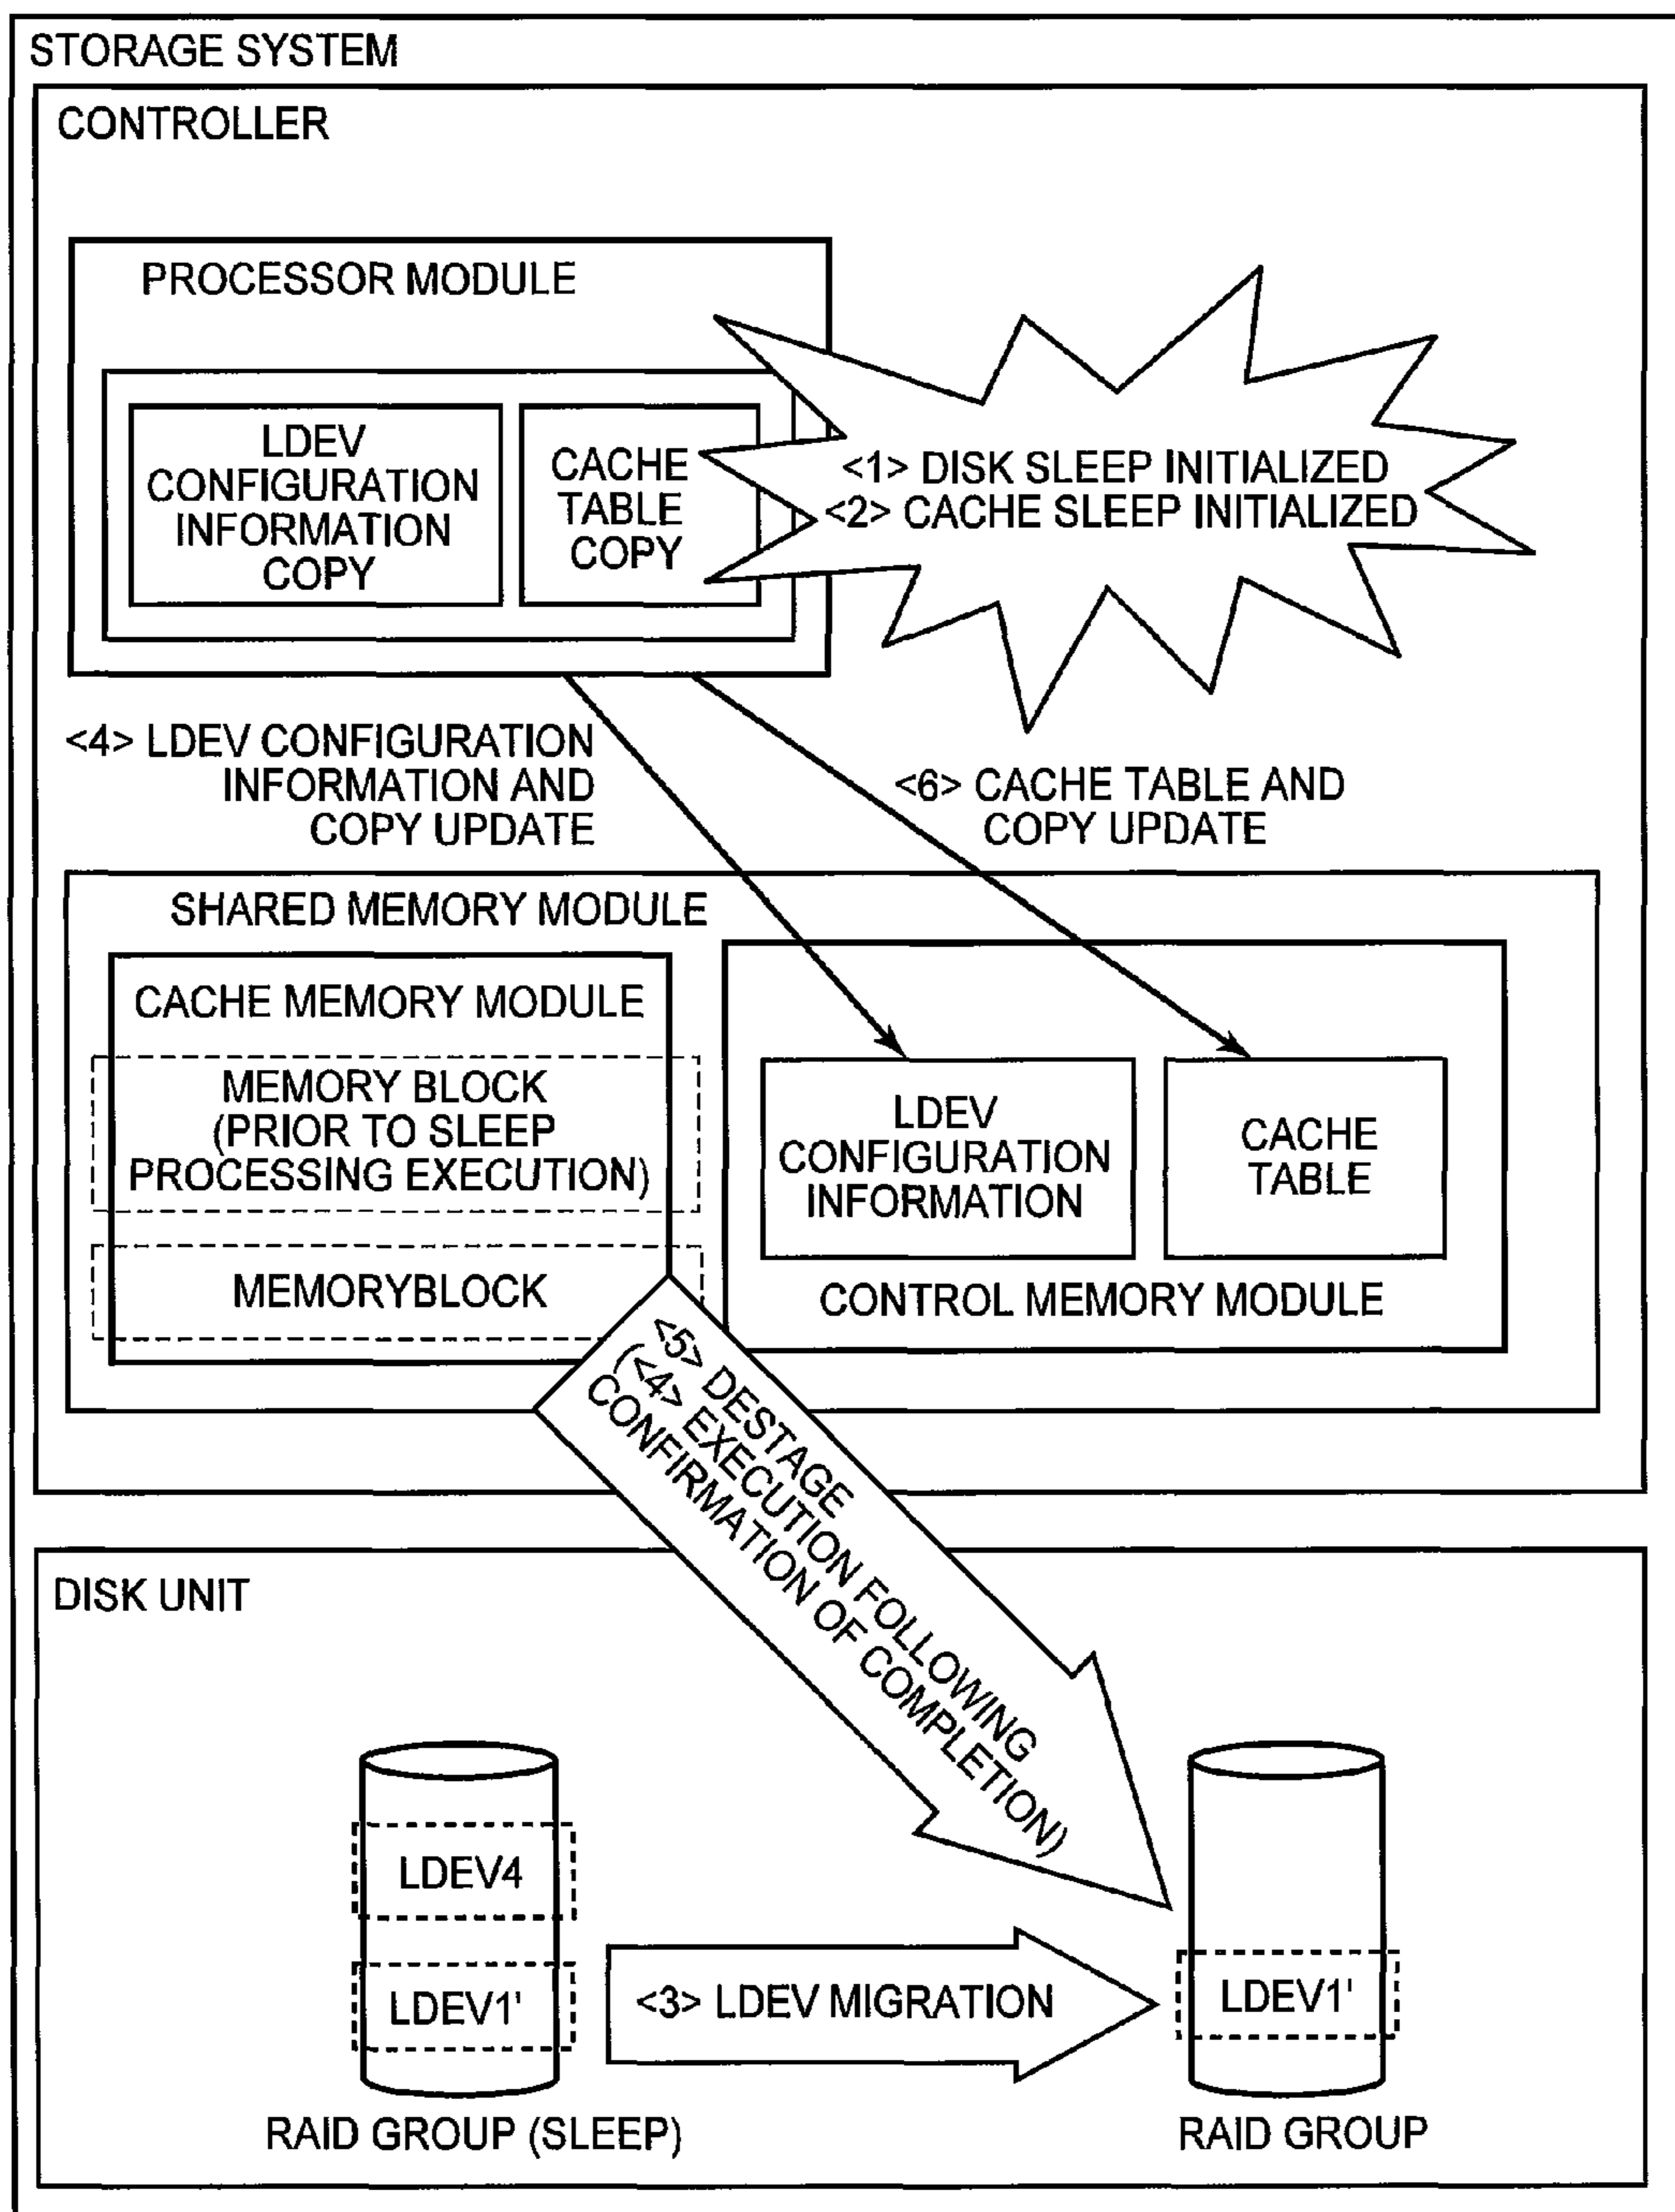 STORAGE SYSTEM
CONTROLLER
PROCESSOR MODULE
LDEV
CONFIGURATION
INFORMATION
COPY
CACHE
TABLE
COPY
<1> DISK SLEEP INITIALIZED
<2> CACHE SLEEP INITIALIZED
<4> LDEV CONFIGURATION
INFORMATION AND
COPY UPDATE
<6> CACHE TABLE AND
COPY UPDATE
SHARED MEMORY MODULE
CACHE MEMORY MODULE
MEMORY BLOCK
(PRIOR TO SLEEP
PROCESSING EXECUTION)
MEMORYBLOCK
LDEV
CONFIGURATION
INFORMATION
CACHE
TABLE
CONTROL MEMORY MODULE
<5> DESTAGE
(<4> EXECUTION FOLLOWING
CONFIRMATION OF COMPLETION)
DISK UNIT
LDEV4
LDEV1'
<3> LDEV MIGRATION
LDEV1'
RAID GROUP (SLEEP)
RAID GROUP